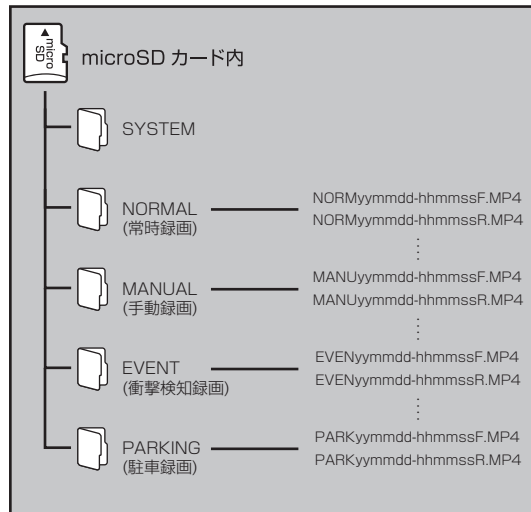 micro
SD
microSD カード内
SYSTEM
NORMAL
(常時録画)
NORMyymmdd-hhmmssF.MP4
NORMyymmdd-hhmmssR.MP4
MANUAL
(手動録画)
MANUyymmdd-hhmmssF.MP4
MANUyymmdd-hhmmssR.MP4
EVENT
(衝撃検知録画)
EVENyymmdd-hhmmssF.MP4
EVENyymmdd-hhmmssR.MP4
PARKING
(駐車録画)
PARKyymmdd-hhmmssF.MP4
PARKyymmdd-hhmmssR.MP4